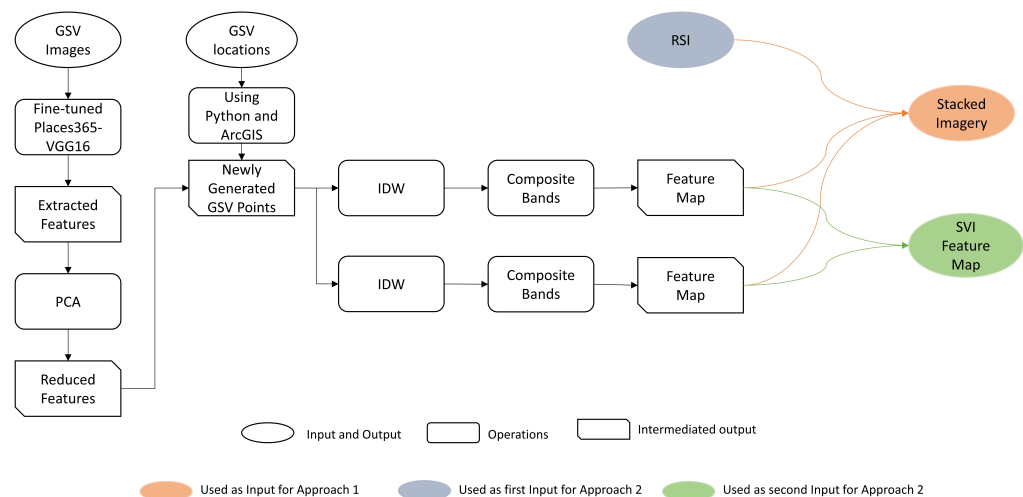 GSV
Images
GSV
locations
RSI
Fine-tuned
Places365-
VGG16
Using
Python and
ArcGIS
Stacked
Imagery
Extracted
Features
Newly
Generated
GSV Points
IDW
Composite
Bands
Feature
Map
SVI
Feature
Map
PCA
IDW
Composite
Bands
Feature
Map
Reduced
Features
Input and Output
Operations
Intermediated output
Used as Input for Approach 1
Used as first Input for Approach 2
Used as second Input for Approach 2